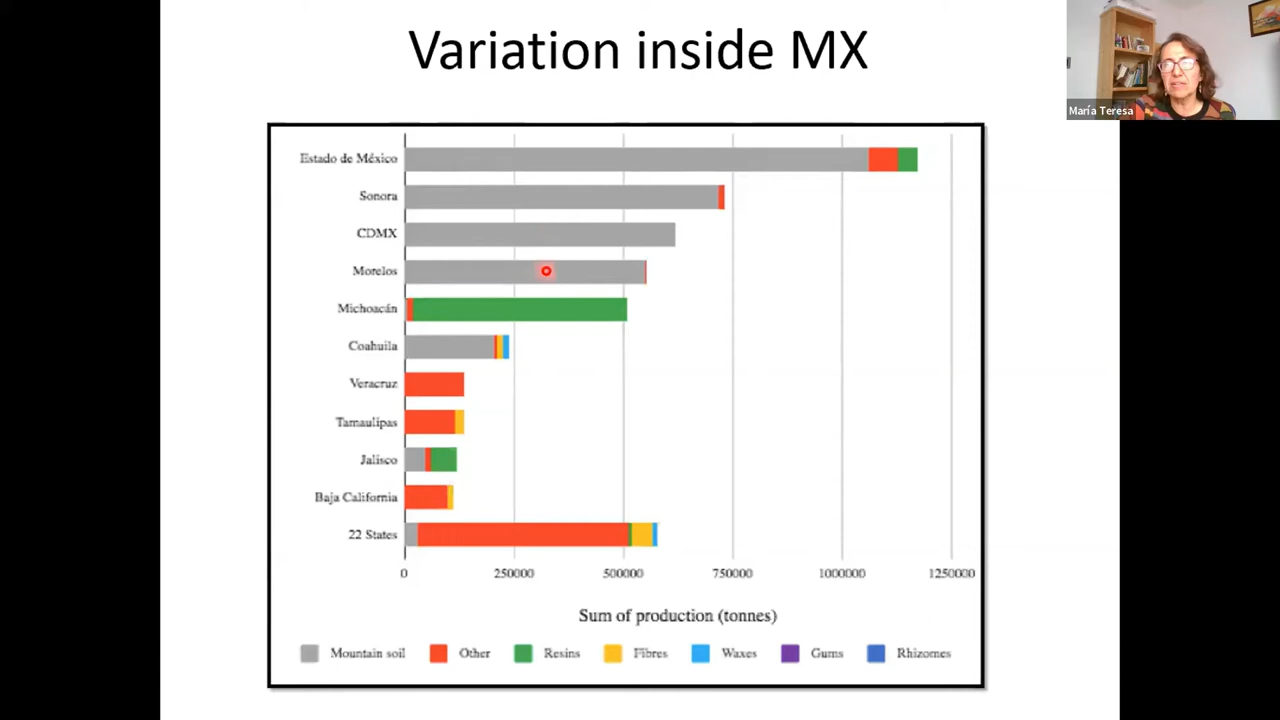 Variation inside MX
María Teresa
Estado de México
Sonora
CDMX
Morelos
Michoacán
Coahuila
Veracruz
Tamaulipas
Jalisco
Baja California
22 States
0 250000 500000 750000 1000000 1250000
Sum of production (tonnes)
Mountain soil Other Resins Fibres Waxes Gums Rhizomes